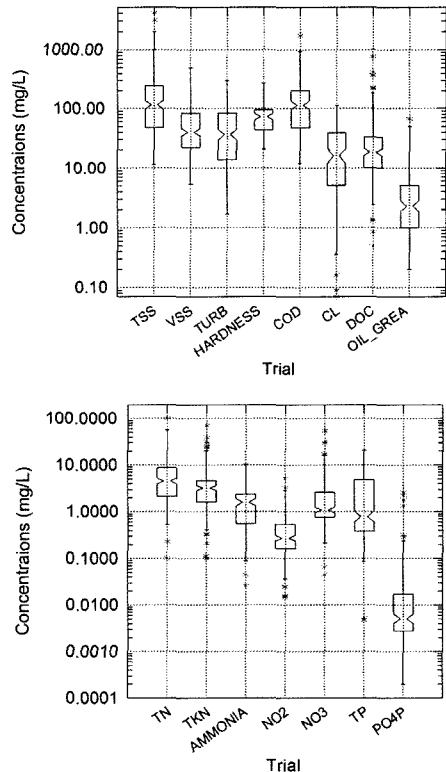 Concentraions (mg/L)
1000.00
100.00
10.00
1.00
0.10
TSS
VSS
TURB
HARDNESS
COD
CL
DOC
OIL_GREA
Trial
Concentraions (mg/L)
100.0000
10.0000
1.0000
0.1000
0.0100
0.0010
0.0001
TN
TKN
AMMONIA
NO2
NO3
TP
PO4P
Trial